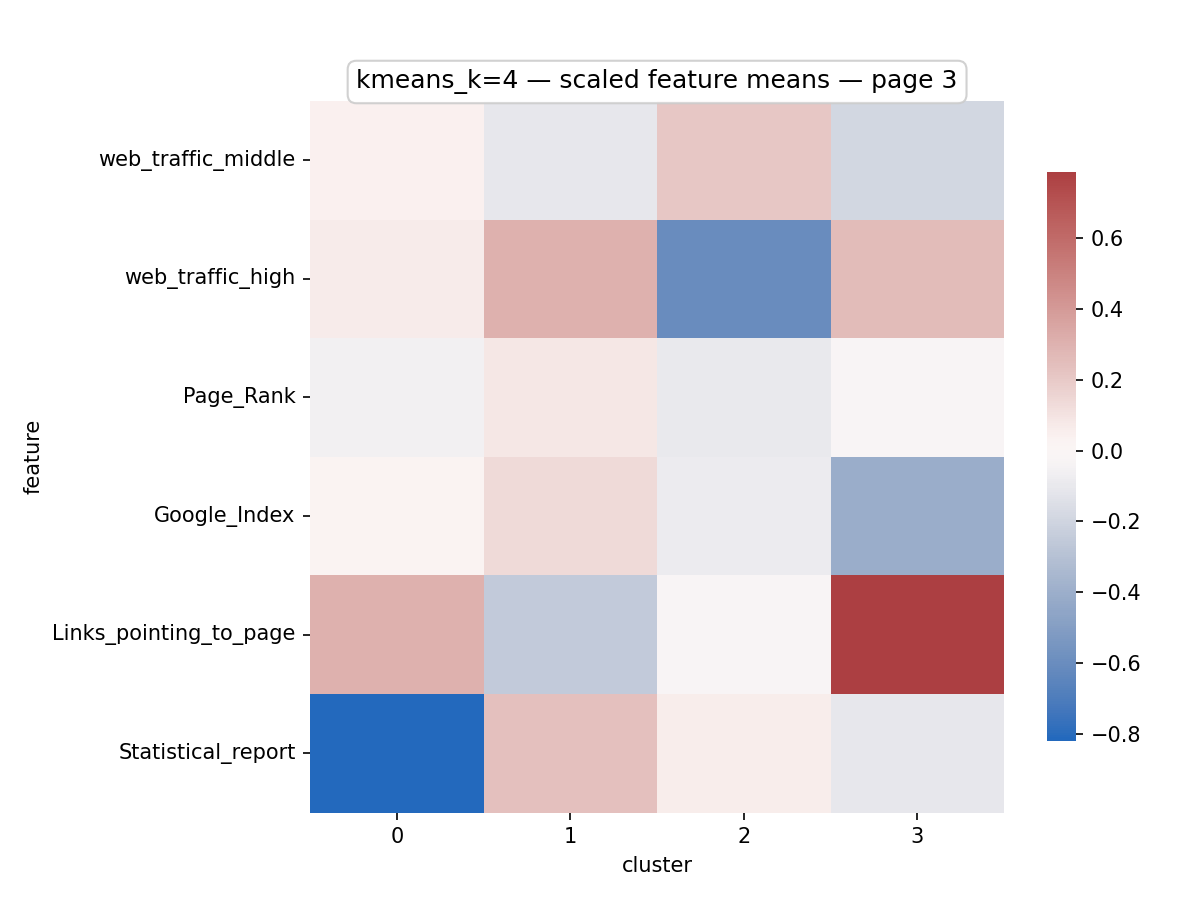 kmeans_k=4 — scaled feature means — page 3
web_traffic_middle
web_traffic_high
Page_Rank
Google_Index
Links_pointing_to_page
Statistical_report
feature
0 1 2 3
cluster
0.6
0.4
0.2
0.0
−0.2
−0.4
−0.6
−0.8